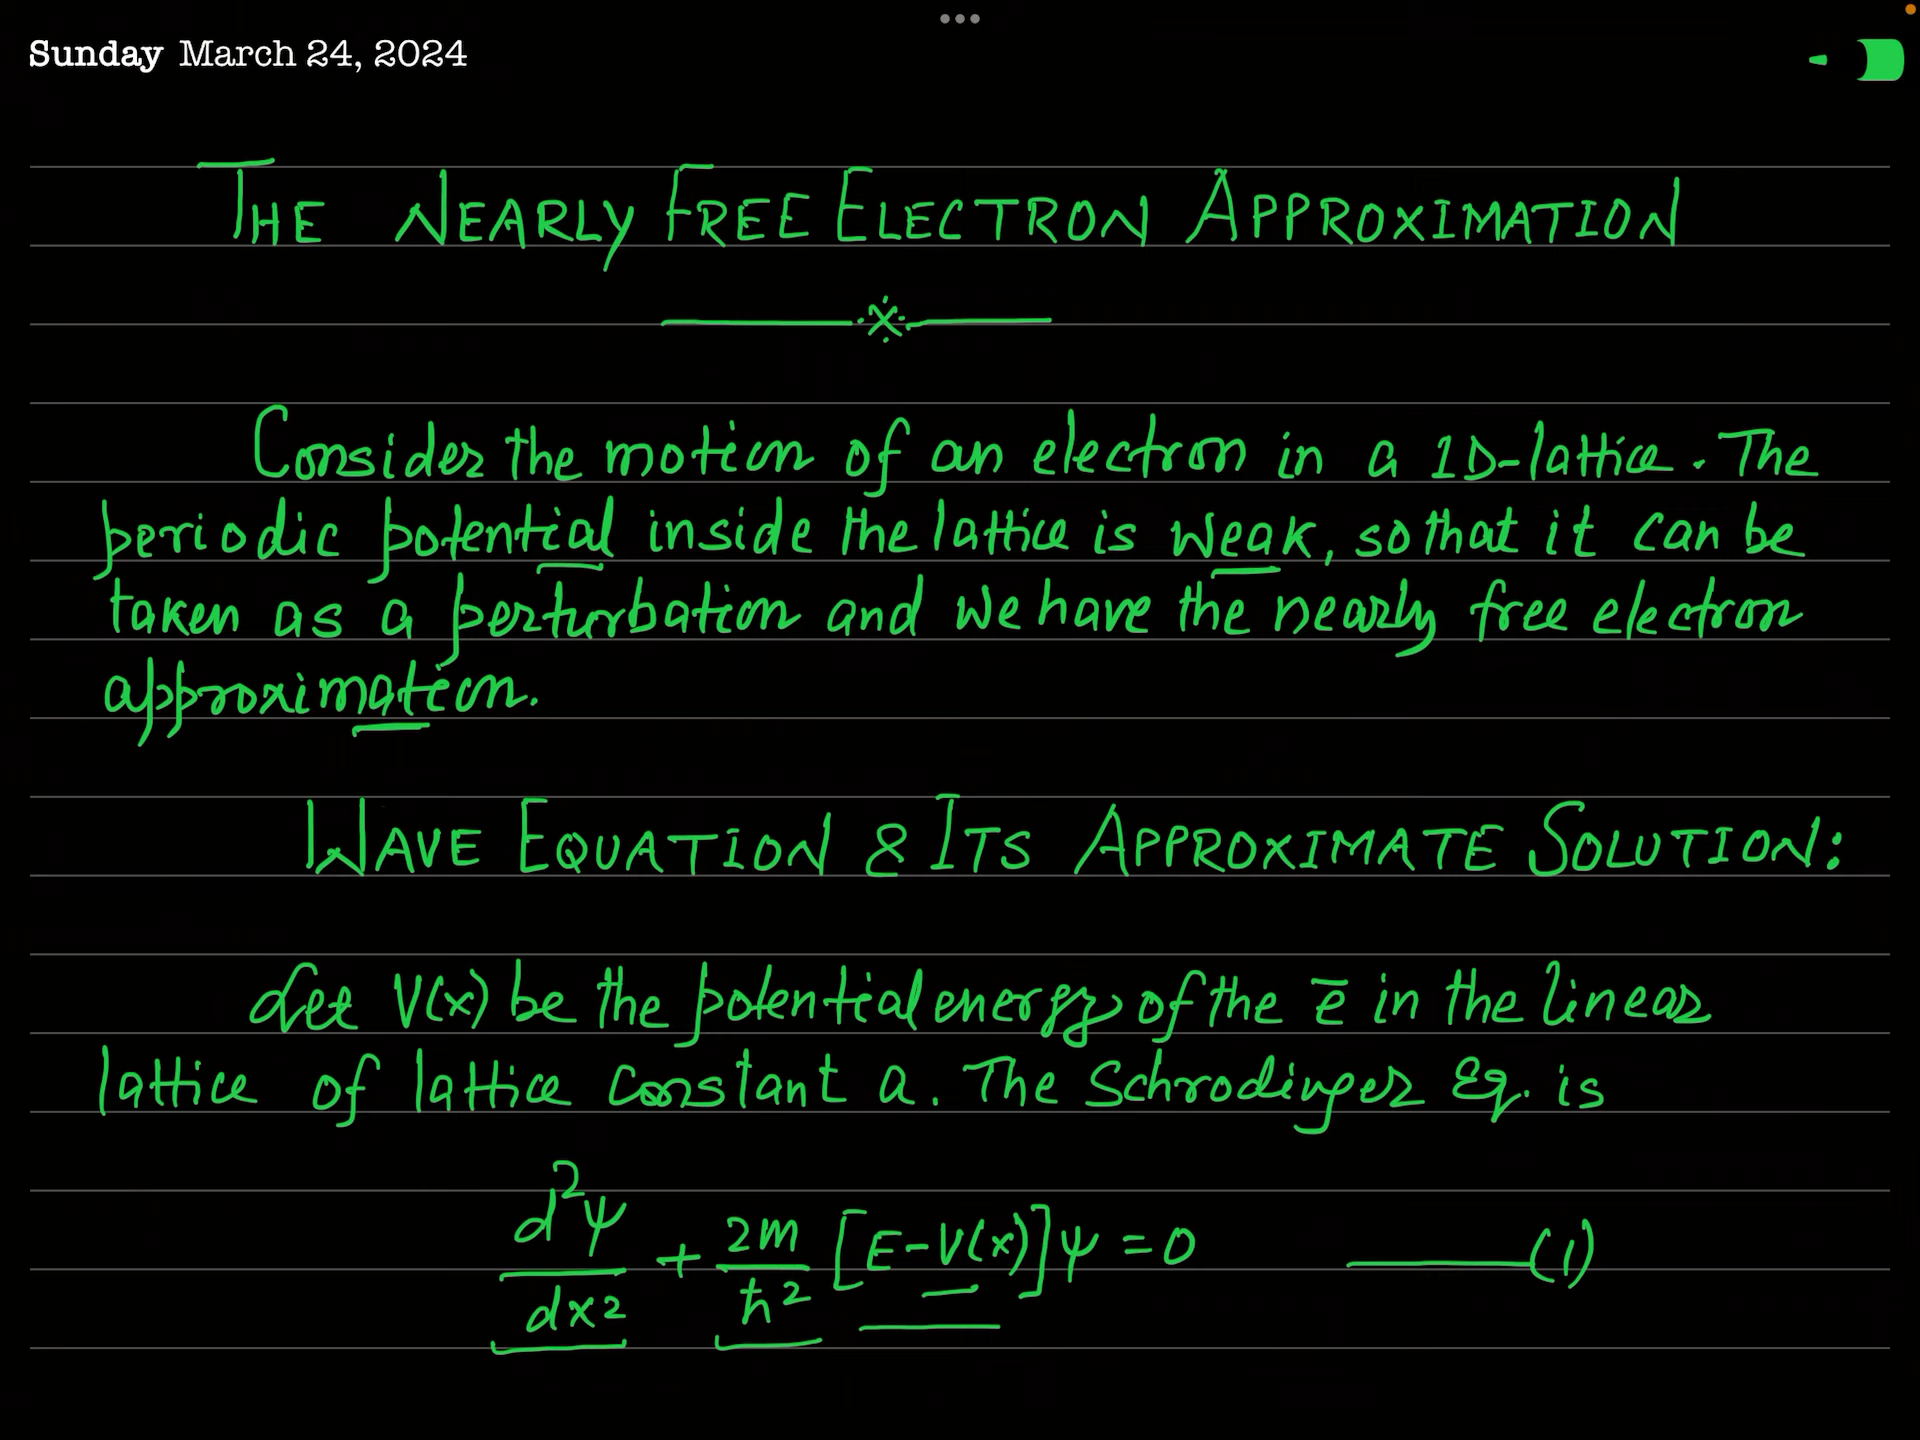 Sunday March 24, 2024
THE NEARLY FREE ELECTRON APPROXIMATION
Consider the motion of an electron in a 1D-lattice. The
periodic potential inside the lattice is weak, so that it can be
taken as a perturbation and we have the nearly free electron
approximation.
WAVE EQUATION & ITS APPROXIMATE SOLUTION:
Let V(x) be the potential energy of the e̅ in the linear
lattice of lattice constant a. The Schrodinger Eq. is
d²ψ/dx² + 2m/ħ² [E-V(x)]ψ = 0 ——(1)